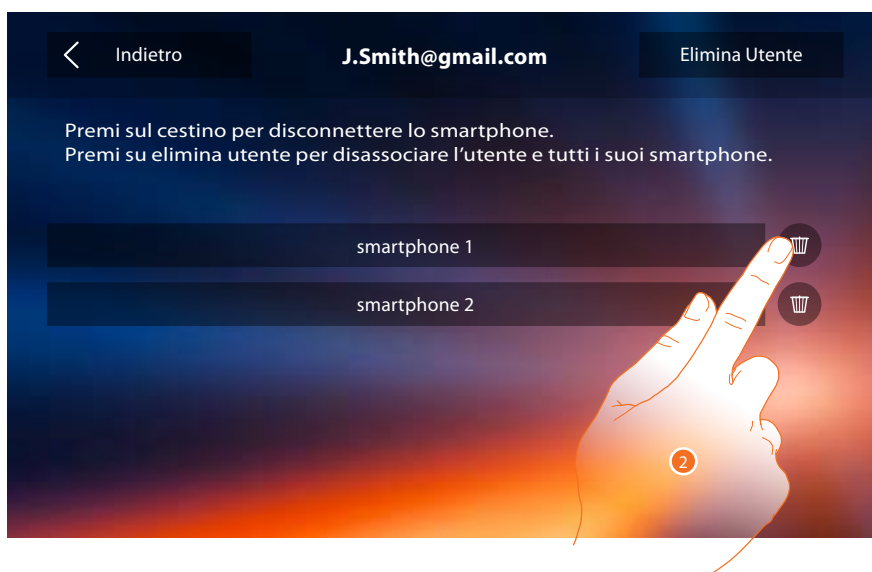 Indietro
J.Smith@gmail.com
Elimina Utente
Premi sul cestino per disconnettere lo smartphone.
Premi su elimina utente per disassociare l'utente e tutti i suoi smartphone.
smartphone 1
smartphone 2
2